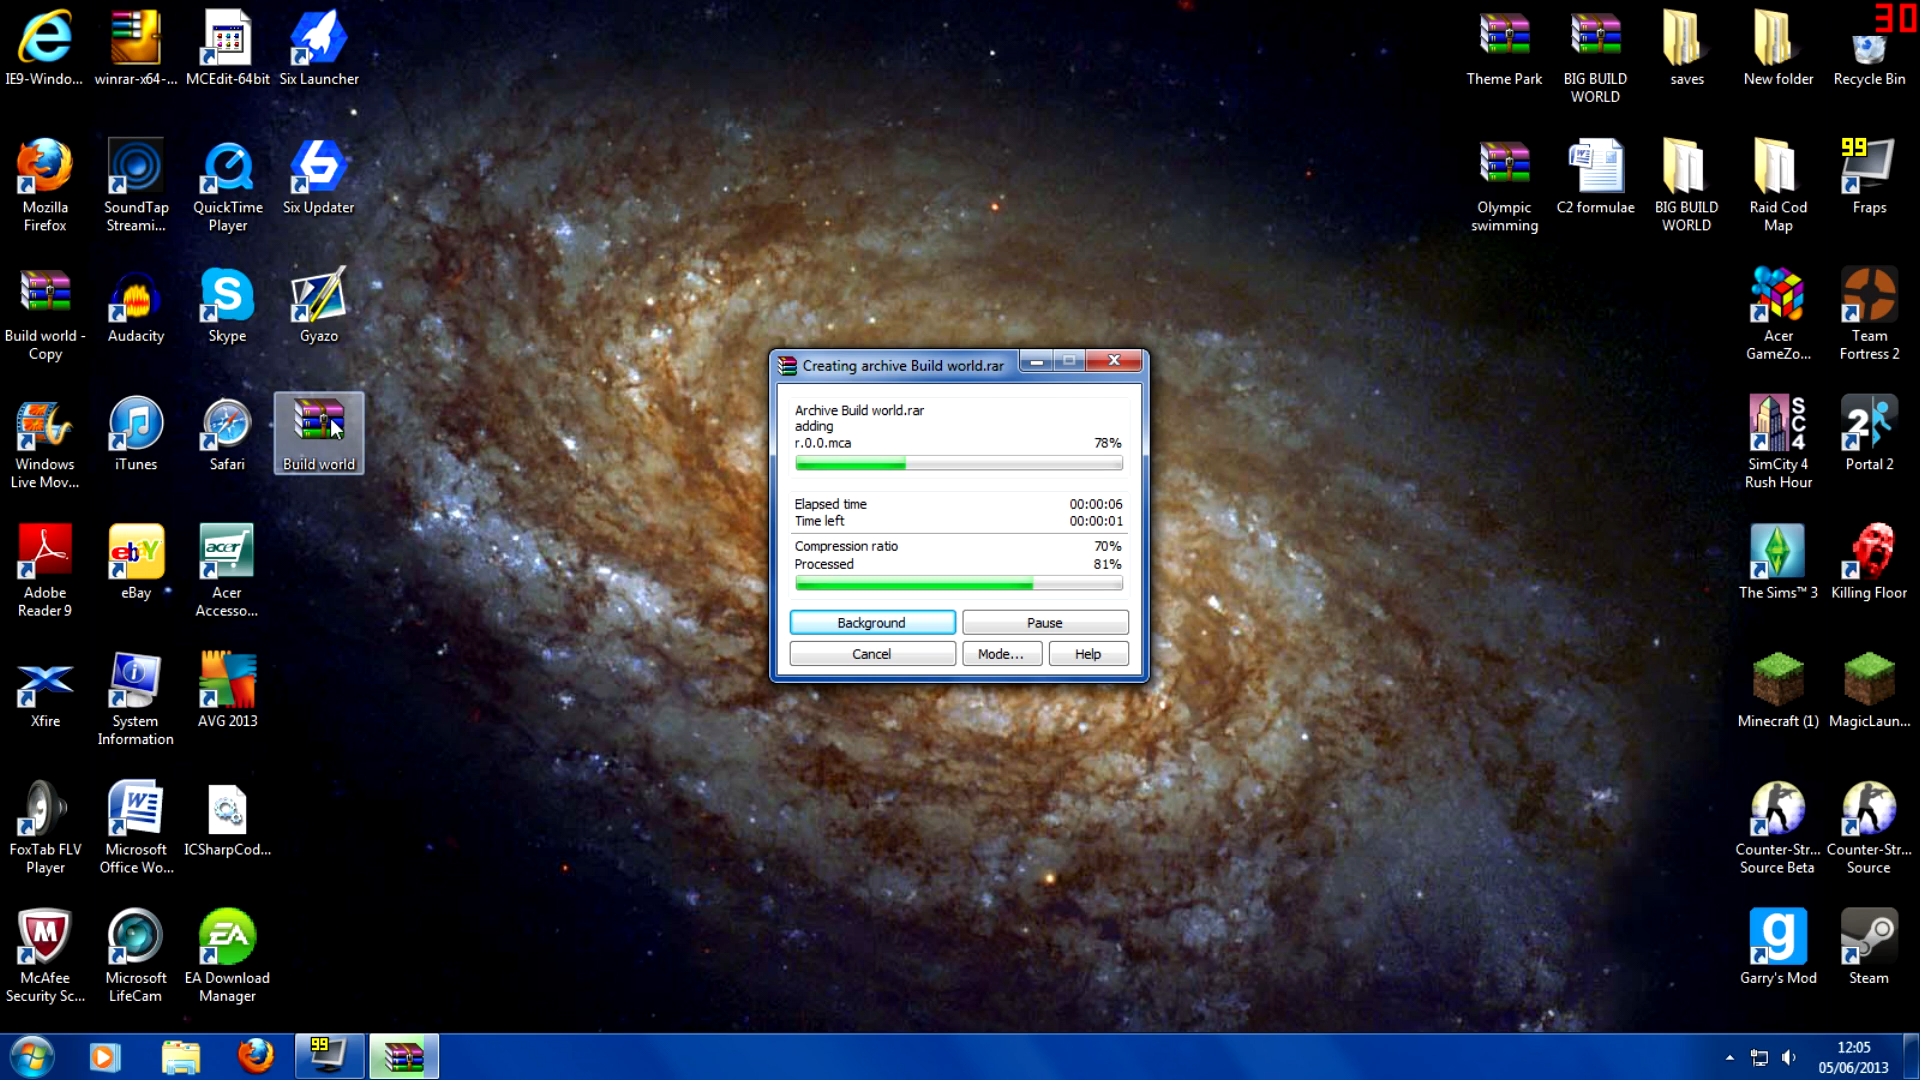 IE9-Windo...
winrar-x64-...
MCEdit-64bit
Six Launcher
Theme Park
BIG BUILD
WORLD
saves
New folder
30
Recycle Bin
Mozilla
Firefox
SoundTap
Streami...
QuickTime
Player
6
Six Updater
Olympic
swimming
C2 formulae
BIG BUILD
WORLD
Raid Cod
Map
99
Fraps
Build world -
Copy
Audacity
S
Skype
Gyazo
Acer
GameZo...
Team
Fortress 2
Windows
Live Mov...
iTunes
Safari
Build world
SC4
SimCity 4
Rush Hour
2
Portal 2
Creating archive Build world.rar
Archive Build world.rar
adding
r.0.0.mca 78%
Elapsed time 00:00:06
Time left 00:00:01
Compression ratio 70%
Processed 81%
Background Pause
Cancel Mode... Help
Adobe
Reader 9
ebY
eBay
acer
Acer
Accesso...
The Sims™ 3
Killing Floor
Xfire
System
Information
AVG 2013
Minecraft (1)
MagicLaun...
FoxTab FLV
Player
W
Microsoft
Office Wo...
ICSharpCod...
Counter-Str...
Source Beta
Counter-Str...
Source
M
McAfee
Security Sc...
Microsoft
LifeCam
EA
EA Download
Manager
g
Garry's Mod
Steam
99
12:05
05/06/2013